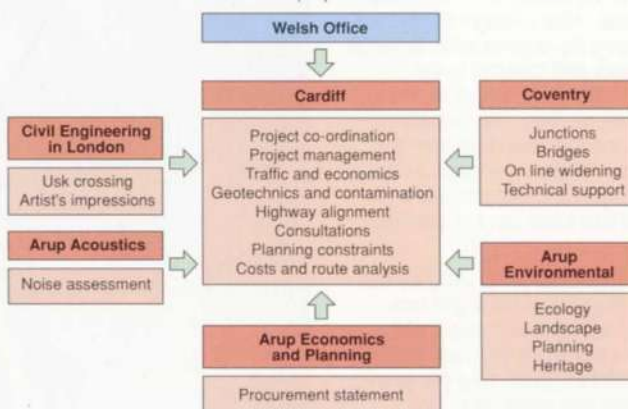 Welsh Office
Cardiff
Project co-ordination
Project management
Traffic and economics
Geotechnics and contamination
Highway alignment
Consultations
Planning constraints
Costs and route analysis
Civil Engineering
in London
Usk crossing
Artist's impressions
Arup Acoustics
Noise assessment
Coventry
Junctions
Bridges
On line widening
Technical support
Arup
Environmental
Ecology
Landscape
Planning
Heritage
Arup Economics
and Planning
Procurement statement